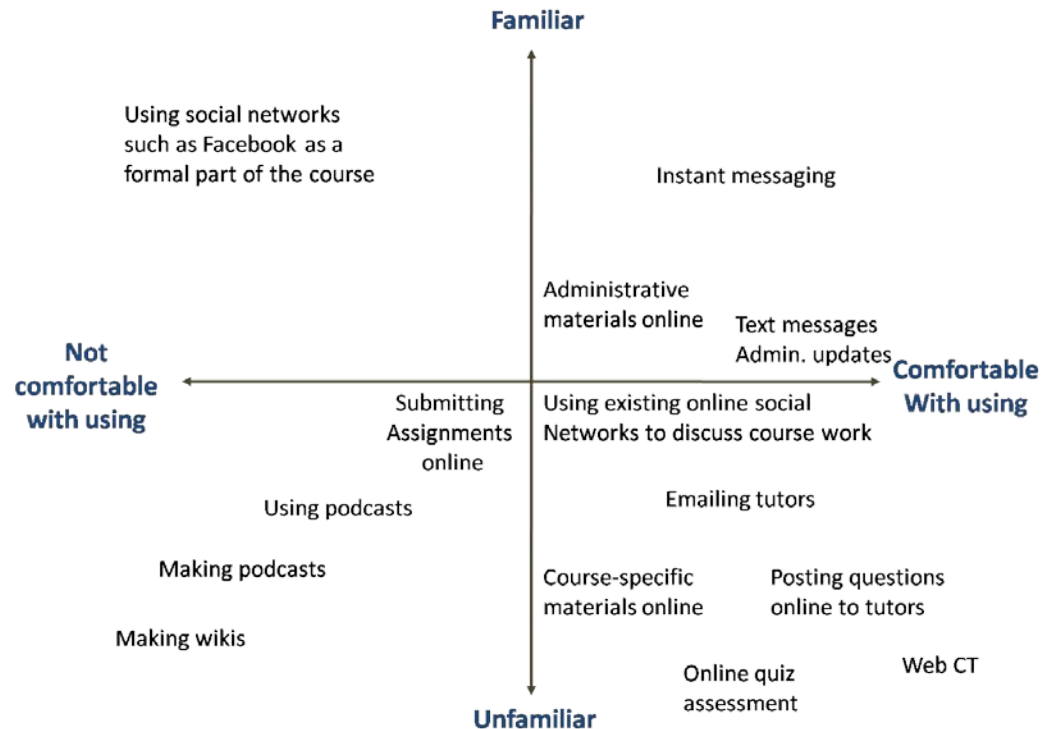 Familiar
Using social networks
such as Facebook as a
formal part of the course
Instant messaging
Administrative
materials online
Text messages
Admin. updates
Not
comfortable
with using
Comfortable
With using
Submitting
Assignments
online
Using existing online social
Networks to discuss course work
Using podcasts
Emailing tutors
Making podcasts
Course-specific
materials online
Posting questions
online to tutors
Making wikis
Web CT
Online quiz
assessment
Unfamiliar